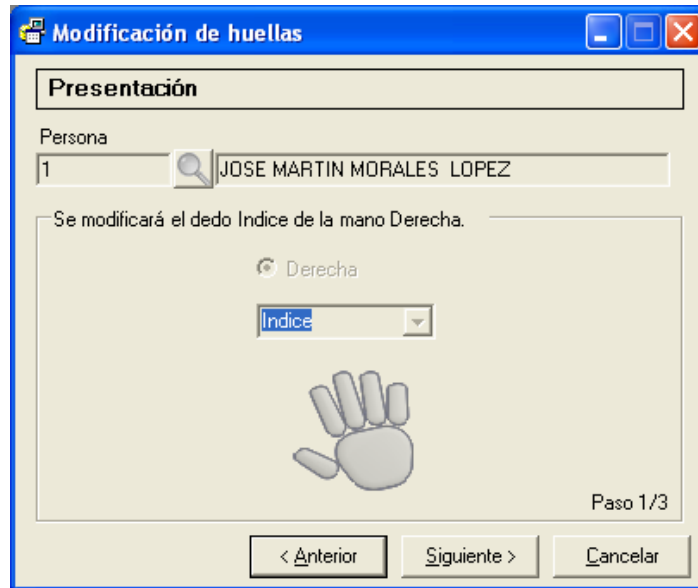 Modificación de huellas
Presentación
Persona
1 JOSE MARTIN MORALES LOPEZ
Se modificará el dedo Indice de la mano Derecha.
Derecha
Indice
Paso 1/3
< Anterior Siguiente > Cancelar